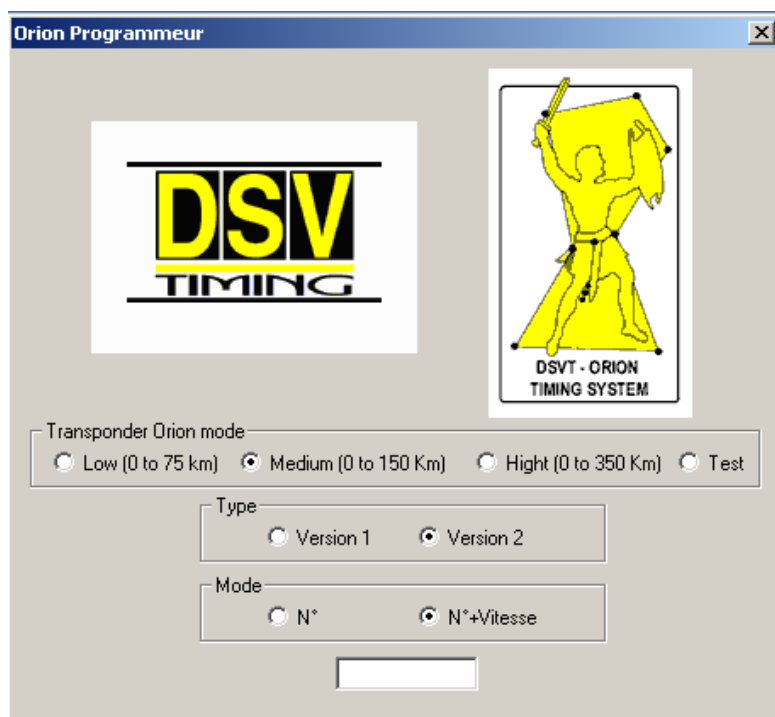 Orion Programmeur
DSV
TIMING
DSVT - ORION
TIMING SYSTEM
Transponder Orion mode
Low (0 to 75 km) Medium (0 to 150 Km) Hight (0 to 350 Km) Test
Type
Version 1 Version 2
Mode
N° N°+Vitesse